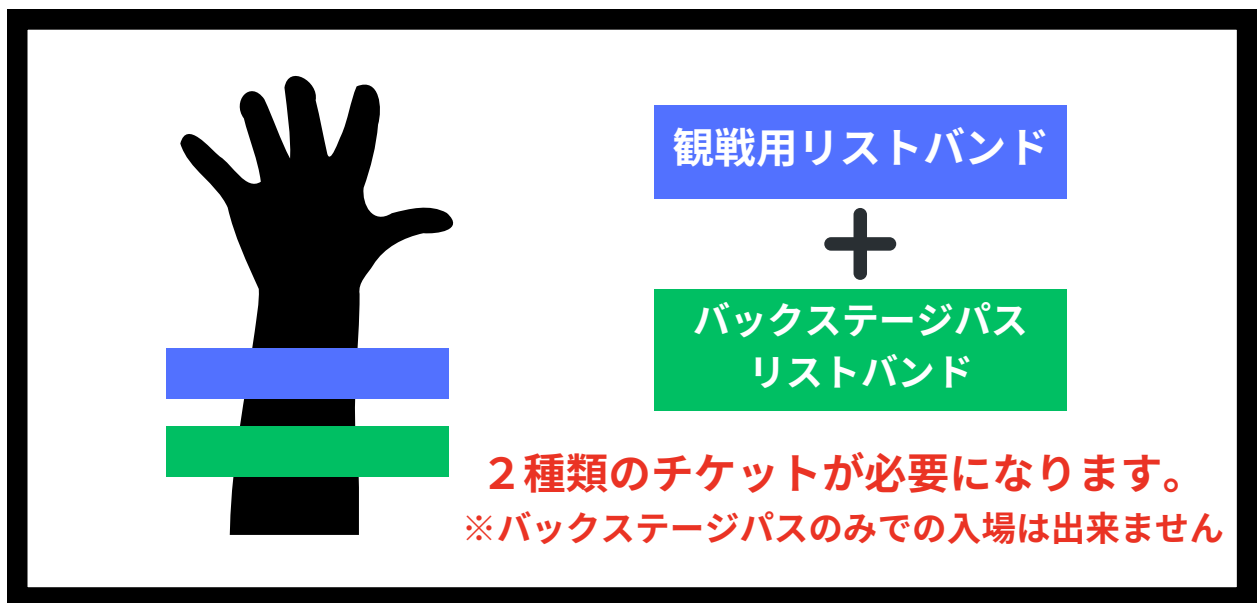 観戦用リストバンド
バックステージパス
リストバンド
２種類のチケットが必要になります。
※バックステージパスのみでの入場は出来ません